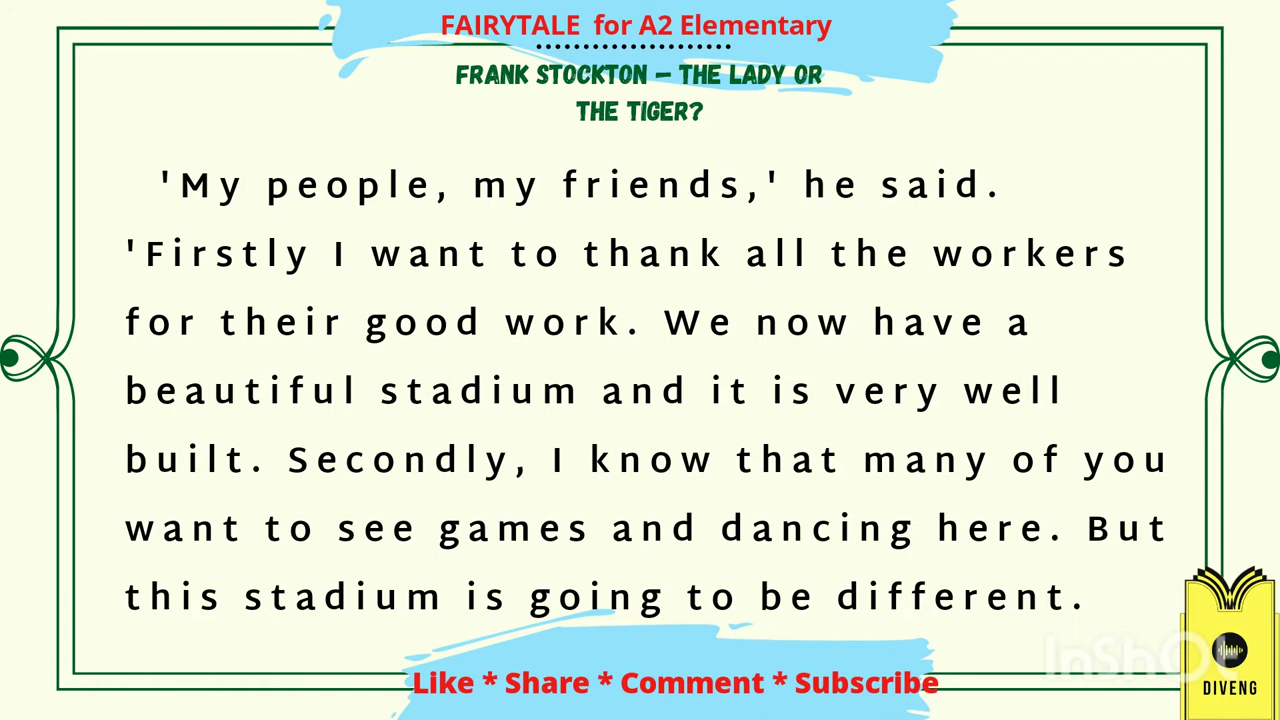 FAIRYTALE for A2 Elementary
FRANK STOCKTON – THE LADY OR
THE TIGER?
'My people, my friends,' he said.
'Firstly I want to thank all the workers
for their good work. We now have a
beautiful stadium and it is very well
built. Secondly, I know that many of you
want to see games and dancing here. But
this stadium is going to be different.
Like * Share * Comment * Subscribe
InShOt
DIVENG